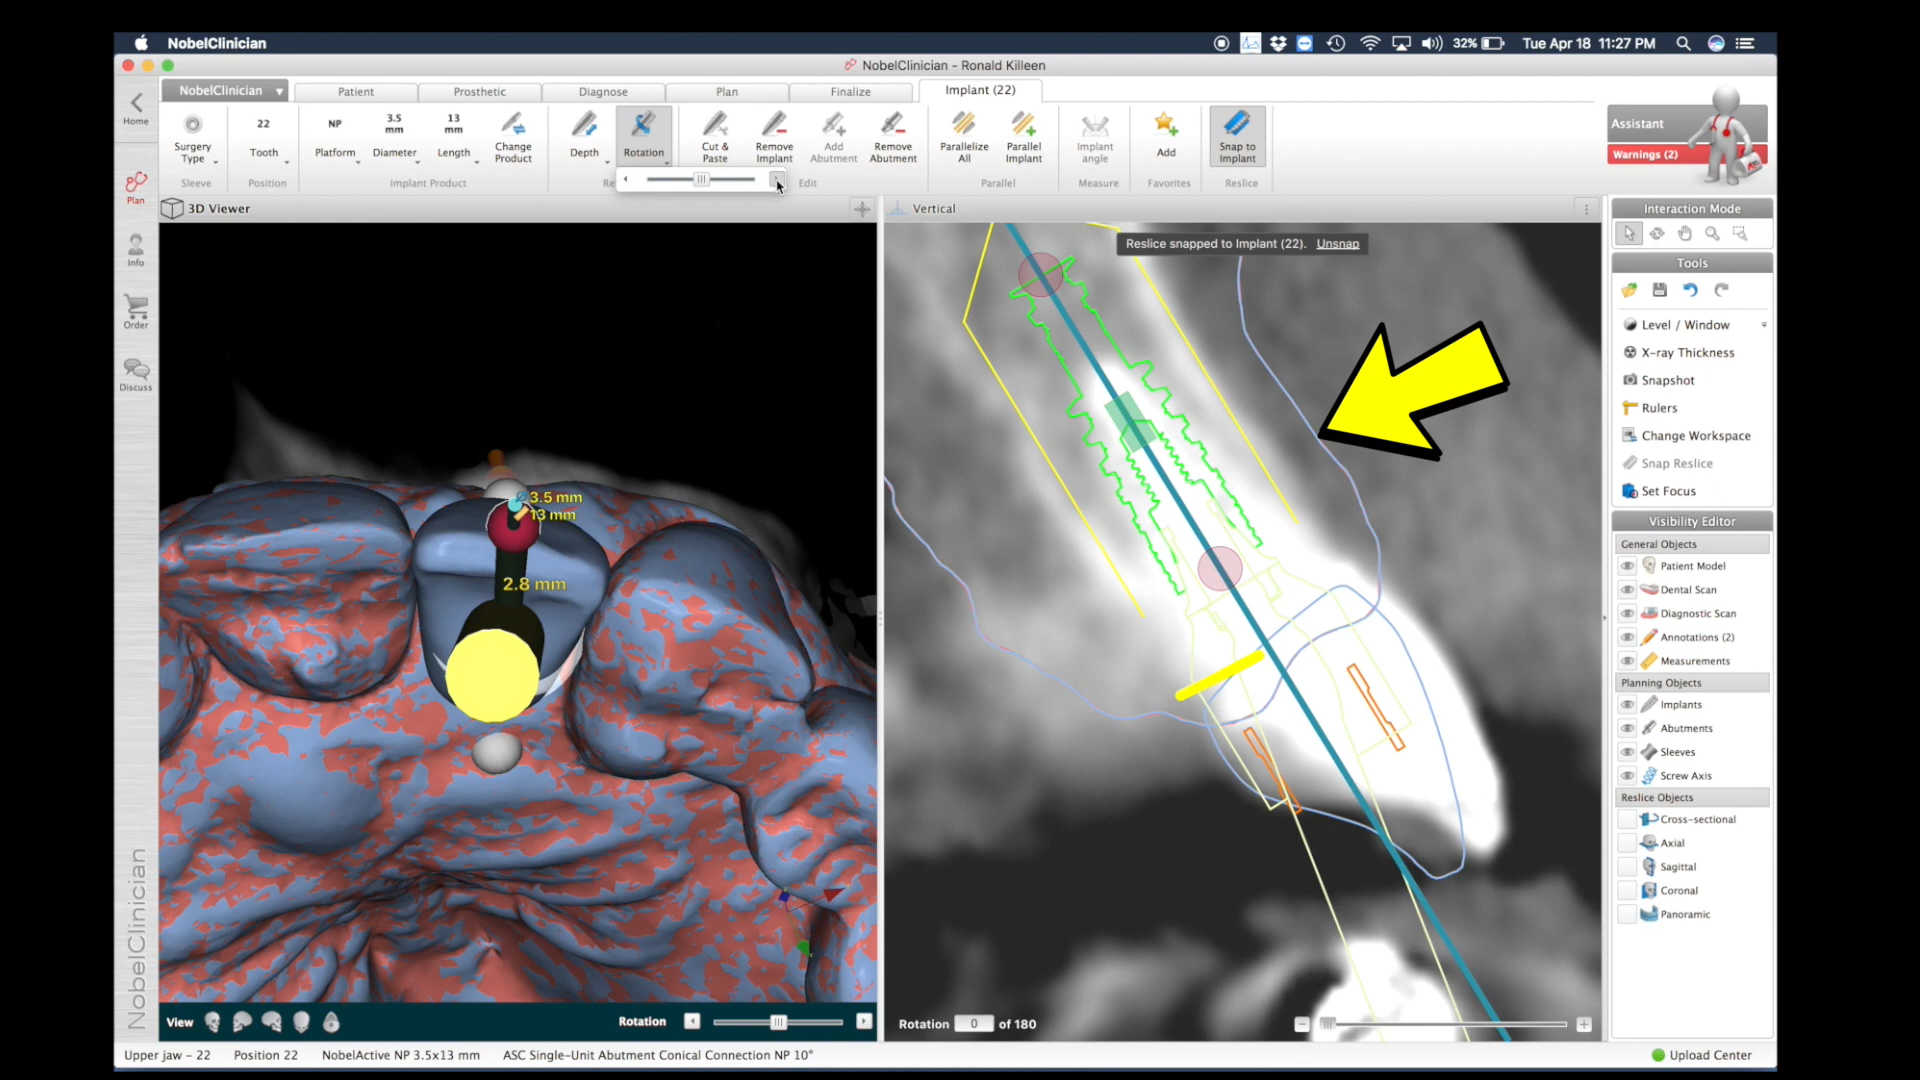 NobelClinician
32%
Tue Apr 18 11:27 PM
NobelClinician - Ronald Killeen
Home
Plan
Info
Order
Discuss
NobelClinician
NobelClinician
Patient
Prosthetic
Diagnose
Plan
Finalize
Implant (22)
Surgery Type
Sleeve
22
Tooth
Position
NP
Platform
3.5 mm
Diameter
13 mm
Length
Change Product
Implant Product
Depth
Rotation
Re
Cut & Paste
Remove Implant
Add Abutment
Remove Abutment
Edit
Parallelize All
Parallel Implant
Parallel
Implant angle
Measure
Add
Favorites
Snap to Implant
Reslice
Assistant
Warnings (2)
3D Viewer
3.5 mm
13 mm
2.8 mm
View
Rotation
Vertical
Reslice snapped to Implant (22). Unsnap
Rotation 0 of 180
Interaction Mode
Tools
Level / Window
X-ray Thickness
Snapshot
Rulers
Change Workspace
Snap Reslice
Set Focus
Visibility Editor
General Objects
Patient Model
Dental Scan
Diagnostic Scan
Annotations (2)
Measurements
Planning Objects
Implants
Abutments
Sleeves
Screw Axis
Reslice Objects
Cross-sectional
Axial
Sagittal
Coronal
Panoramic
Upper jaw - 22
Position 22
NobelActive NP 3.5x13 mm
ASC Single-Unit Abutment Conical Connection NP 10°
Upload Center